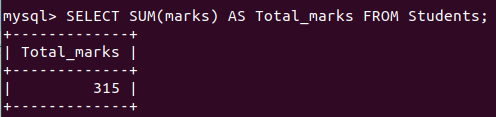 mysql> SELECT SUM(marks) AS Total_marks FROM Students;
+-------------+
| Total_marks |
+-------------+
|         315 |
+-------------+